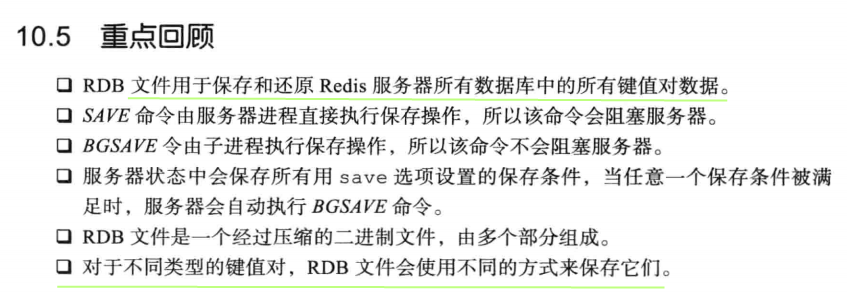 10.5 重点回顾
❑ RDB 文件用于保存和还原 Redis 服务器所有数据库中的所有键值对数据。
❑ SAVE 命令由服务器进程直接执行保存操作，所以该命令会阻塞服务器。
❑ BGSAVE 令由子进程执行保存操作，所以该命令不会阻塞服务器。
❑ 服务器状态中会保存所有用 save 选项设置的保存条件，当任意一个保存条件被满
足时，服务器会自动执行 BGSAVE 命令。
❑ RDB 文件是一个经过压缩的二进制文件，由多个部分组成。
❑ 对于不同类型的键值对，RDB 文件会使用不同的方式来保存它们。